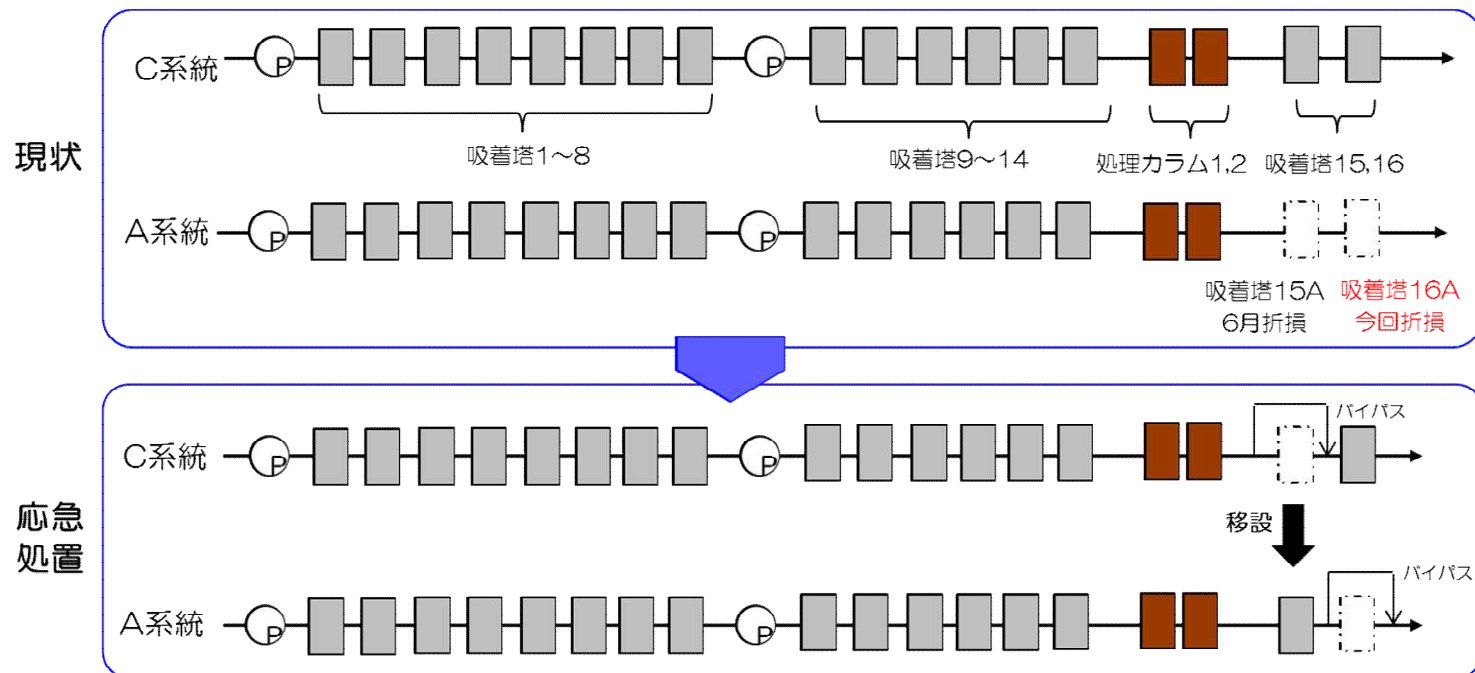 現状
C系統
P
P
吸着塔1～8
吸着塔9～14
処理カラム1,2
吸着塔15,16
A系統
P
P
吸着塔15A
6月折損
吸着塔16A
今回折損
応急
処置
C系統
P
P
バイパス
移設
A系統
P
P
バイパス